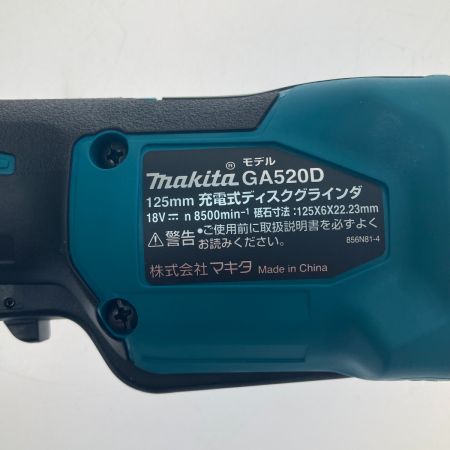 モデル
makita® GA520D
125mm 充電式ディスクグラインダ
18V⎓ n 8500min⁻¹ 砥石寸法:125X6X22.23mm
⚠警告 •ご使用前に取扱説明書を必ずよく
お読みください。
856N81-4
株式会社 マキタ Made in China